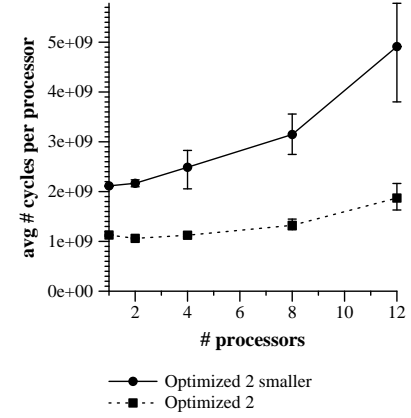 avg # cycles per processor
5e+09
4e+09
3e+09
2e+09
1e+09
0e+00
2 4 6 8 10 12
# processors
Optimized 2 smaller
Optimized 2